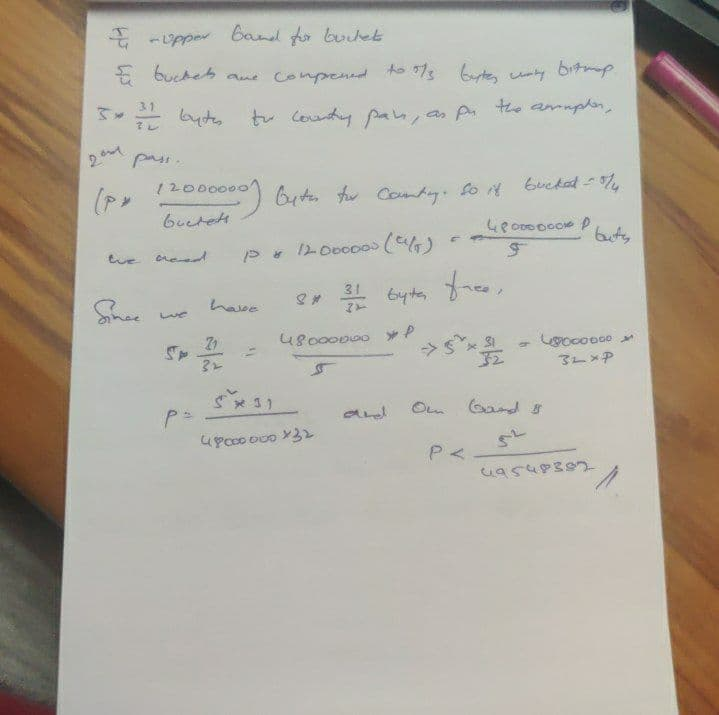 S/4 - upper band for buckets
S/4 buckets are compressed to S/3 bytes using bitmap
S * 31/32 bytes for counting pairs, as per the assumption,
2nd pass.
(P * 12000000/buckets) bytes for counting. So if bucket = S/4
we need P * 12000000 (4/S) = 48000000 P/S bytes
Since we have S * 31/32 bytes free,
S * 31/32 = 48000000 * P/S → S² * 31/32 = 48000000 * 32 * P
P = S² * 31/48000000 × 32 and our band is
P < S²/49548387 //